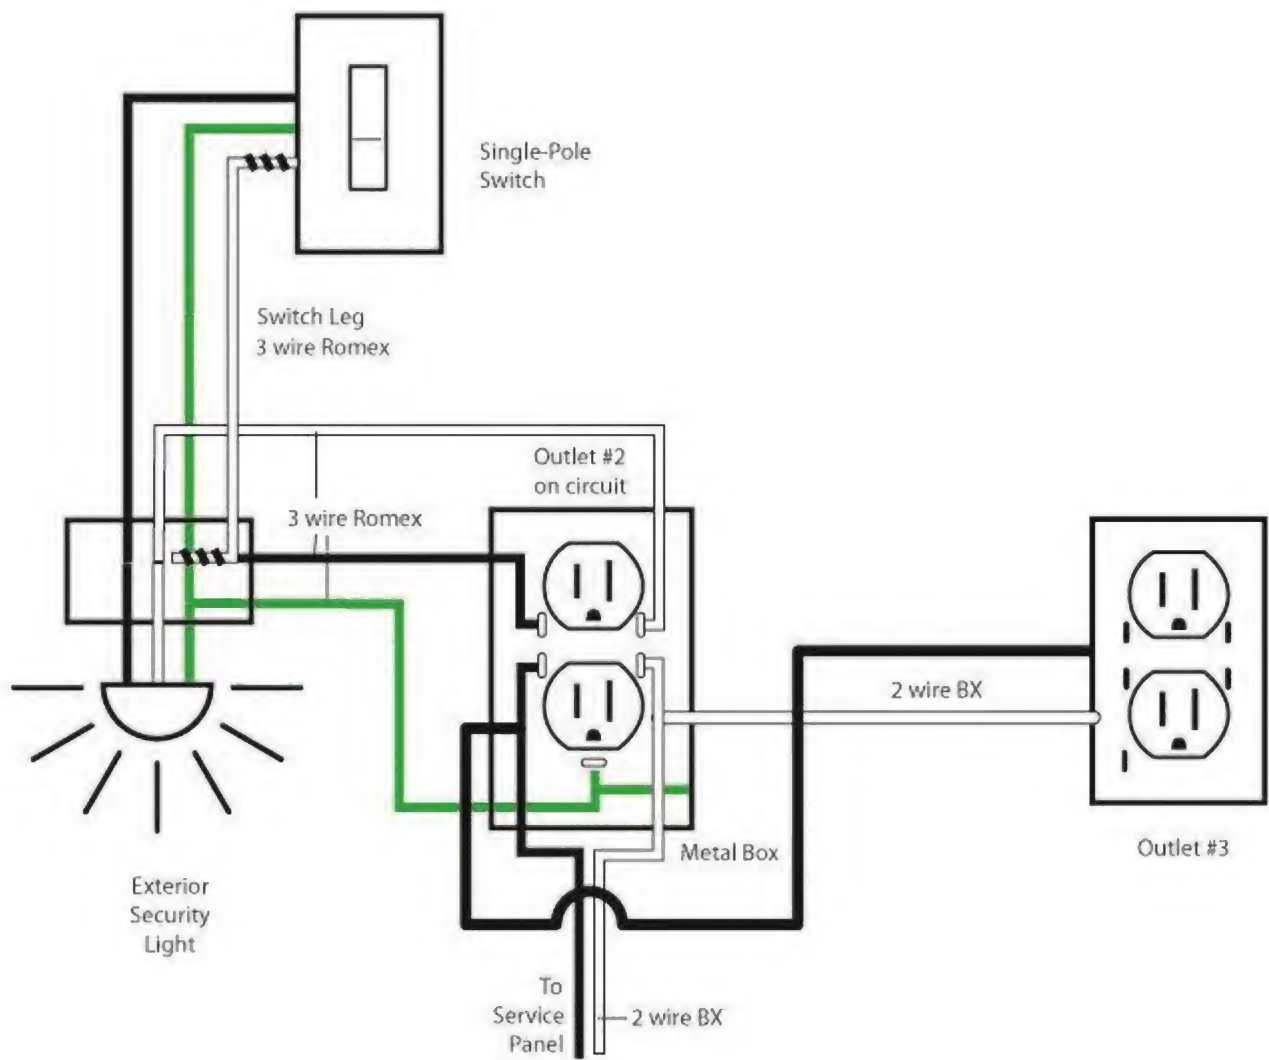 Single-Pole
Switch
Switch Leg
3 wire Romex
Outlet #2
on circuit
3 wire Romex
2 wire BX
Metal Box
Outlet #3
Exterior
Security
Light
To
Service
Panel
2 wire BX